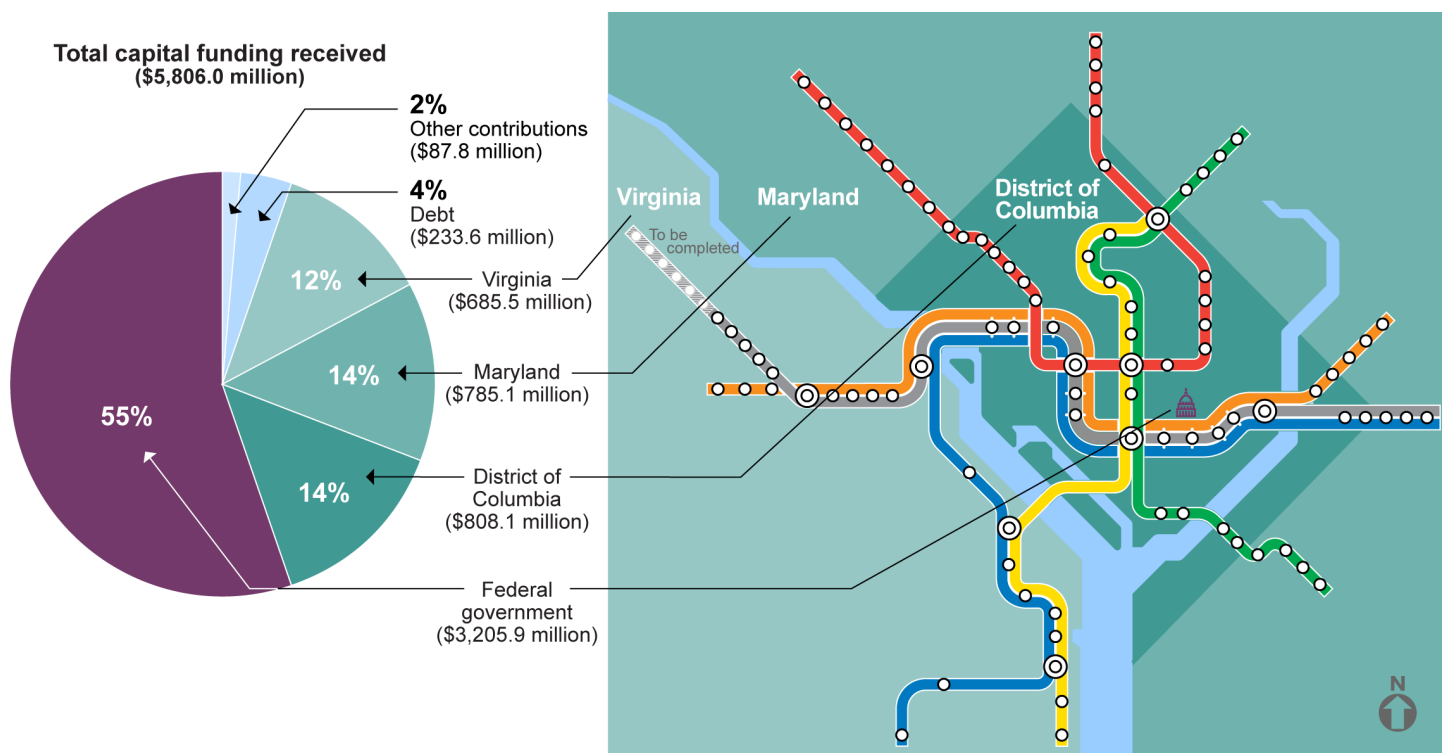 Total capital funding received
($5,806.0 million)
2%
Other contributions
($87.8 million)
4%
Debt
($233.6 million)
12%
Virginia
($685.5 million)
14%
Maryland
($785.1 million)
14%
District of
Columbia
($808.1 million)
55%
Federal
government
($3,205.9 million)
Virginia
Maryland
District of
Columbia
To be
completed
N